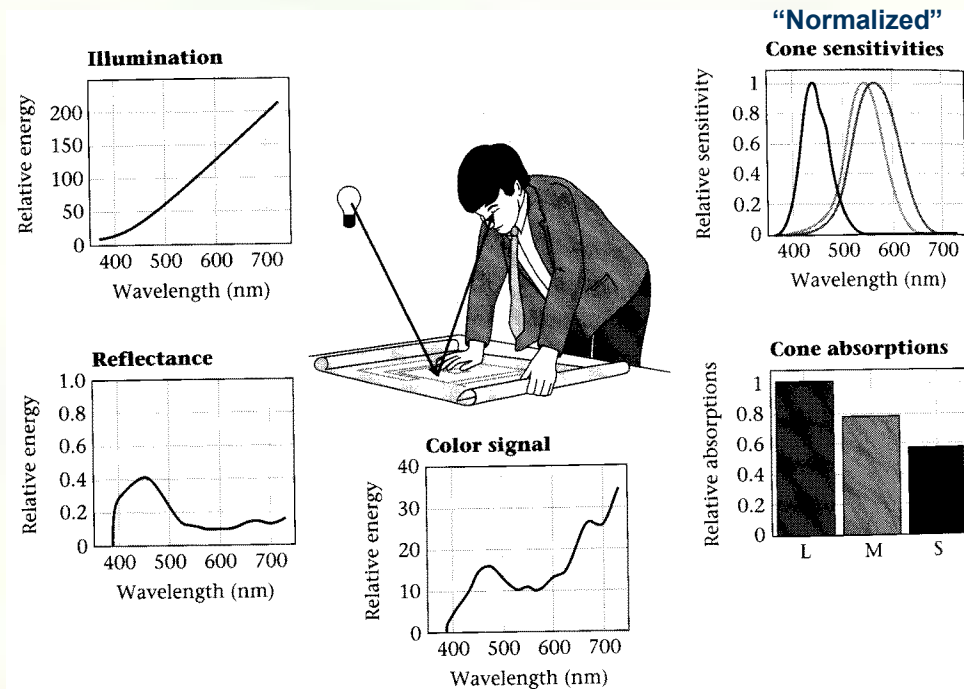 “Normalized”
Illumination
Relative energy
200
150
100
50
0
400 500 600 700
Wavelength (nm)
Cone sensitivities
Relative sensitivity
1
0.8
0.6
0.4
0.2
0
400 500 600 700
Wavelength (nm)
Reflectance
Relative energy
1.0
0.8
0.6
0.4
0.2
0
400 500 600 700
Wavelength (nm)
Color signal
Relative energy
40
30
20
10
0
400 500 600 700
Wavelength (nm)
Cone absorptions
Relative absorptions
1
0.8
0.6
0.4
0.2
0
L M S